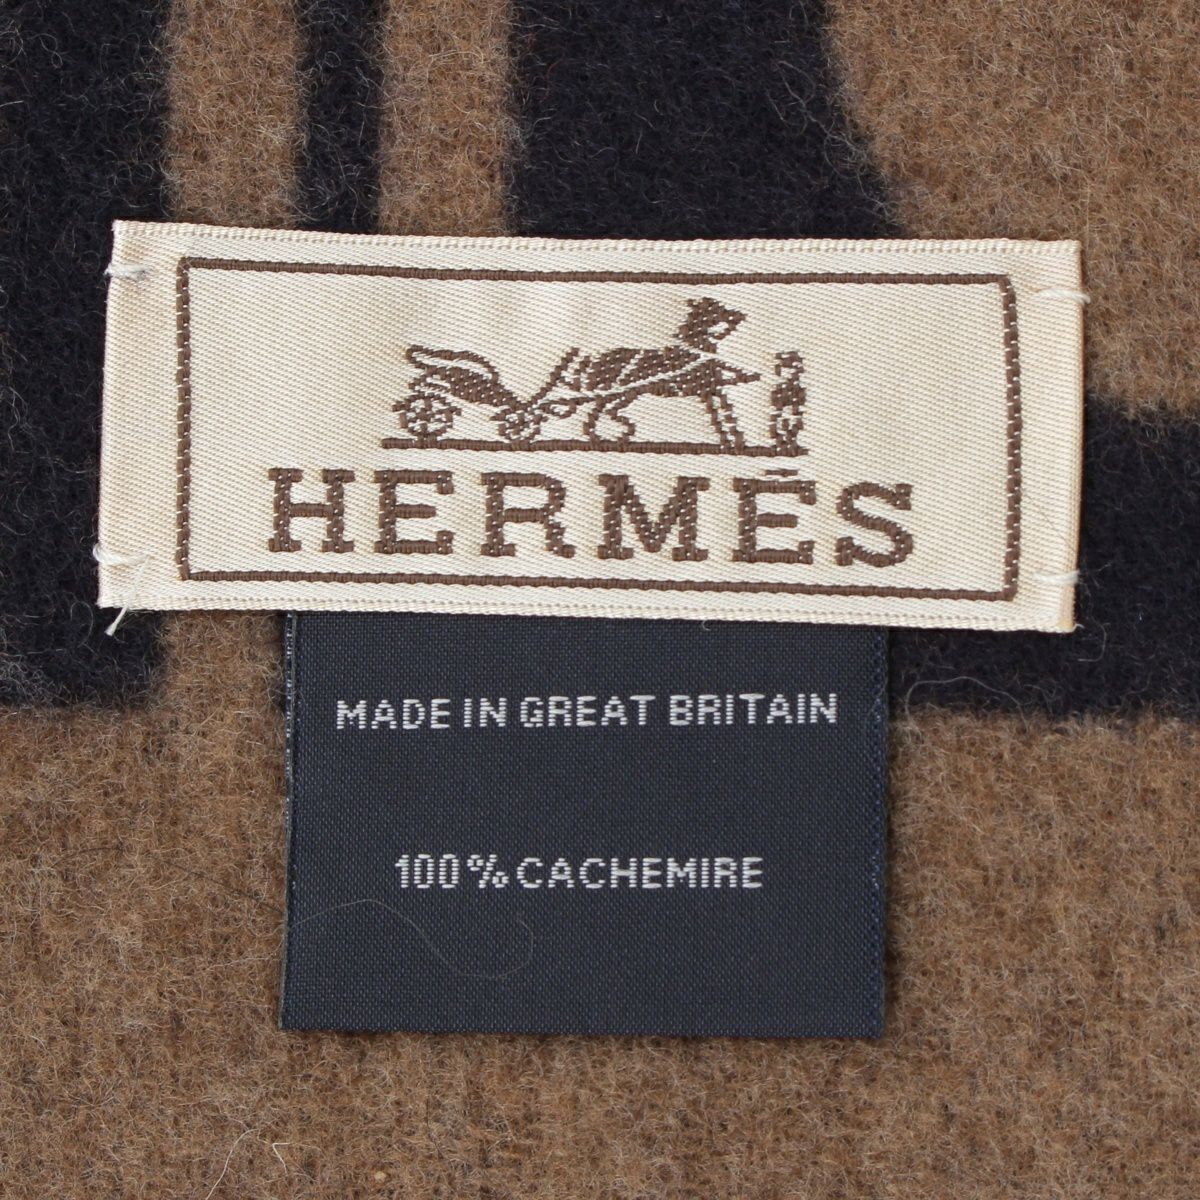 HERMÈS
MADE IN GREAT BRITAIN
100% CACHEMIRE